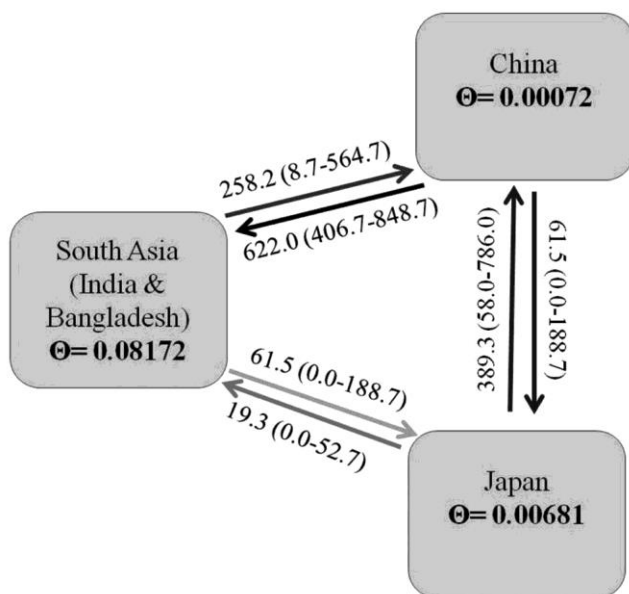 China
Θ= 0.00072
258.2 (8.7-564.7)
622.0 (406.7-848.7)
South Asia
(India &
Bangladesh)
Θ= 0.08172
389.3 (58.0-786.0)
61.5 (0.0-188.7)
61.5 (0.0-188.7)
19.3 (0.0-52.7)
Japan
Θ= 0.00681